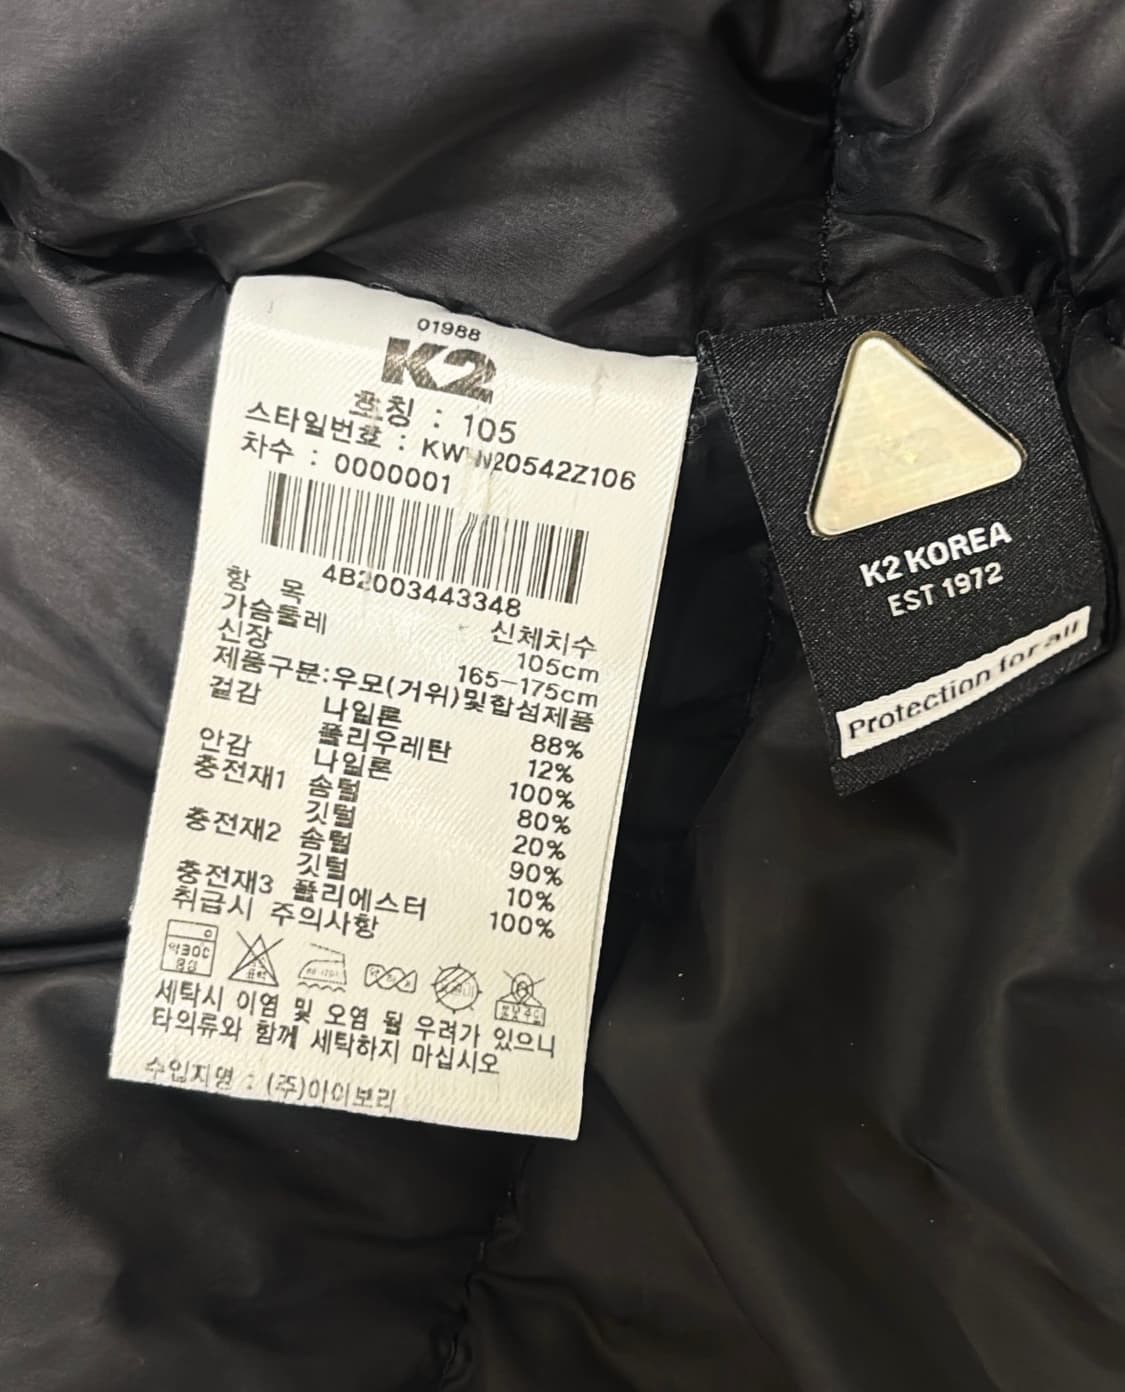 01988
K2
호칭 : 105
스타일번호 : KWWN20542Z106
차수 : 0000001
4B2003443348
항 목 신체치수
가슴둘레 105cm
신장 165-175cm
제품구분:우모(거위)및합섬제품
겉감 나일론 88%
폴리우레탄 12%
안감 나일론 100%
충전재1 솜털 80%
깃털 20%
충전재2 솜털 90%
깃털 10%
충전재3 폴리에스터 100%
취급시 주의사항
약30℃
중성
세탁시 이염 및 오염 될 우려가 있으니
타의류와 함께 세탁하지 마십시오
수입지명 : (주)아이보리
K2 KOREA
EST 1972
Protection for all